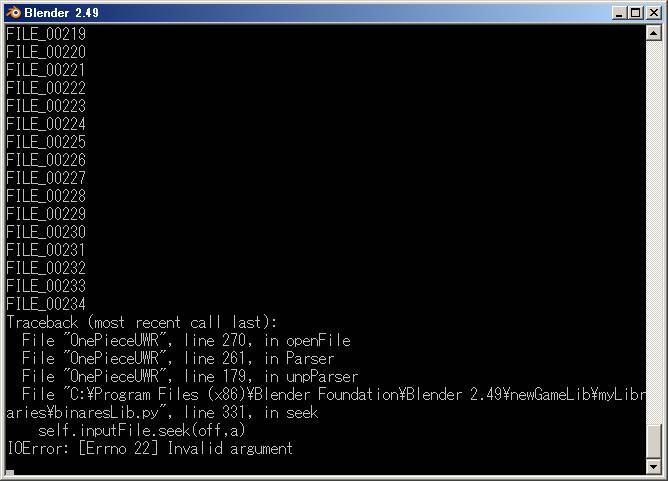 Blender 2.49
FILE_00219
FILE_00220
FILE_00221
FILE_00222
FILE_00223
FILE_00224
FILE_00225
FILE_00226
FILE_00227
FILE_00228
FILE_00229
FILE_00230
FILE_00231
FILE_00232
FILE_00233
FILE_00234
Traceback (most recent call last):
  File "OnePieceUWR", line 270, in openFile
  File "OnePieceUWR", line 261, in Parser
  File "OnePieceUWR", line 179, in unpParser
  File "C:¥Program Files (x86)¥Blender Foundation¥Blender 2.49¥newGameLib¥myLibr
aries¥binaresLib.py", line 331, in seek
    self.inputFile.seek(off,a)
IOError: [Errno 22] Invalid argument